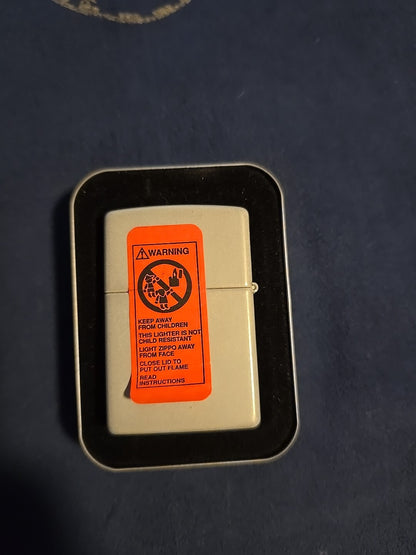 WARNING
KEEP AWAY
FROM CHILDREN
THIS LIGHTER IS NOT
CHILD RESISTANT
LIGHT ZIPPO AWAY
FROM FACE
CLOSE LID TO
PUT OUT FLAME
READ
INSTRUCTIONS